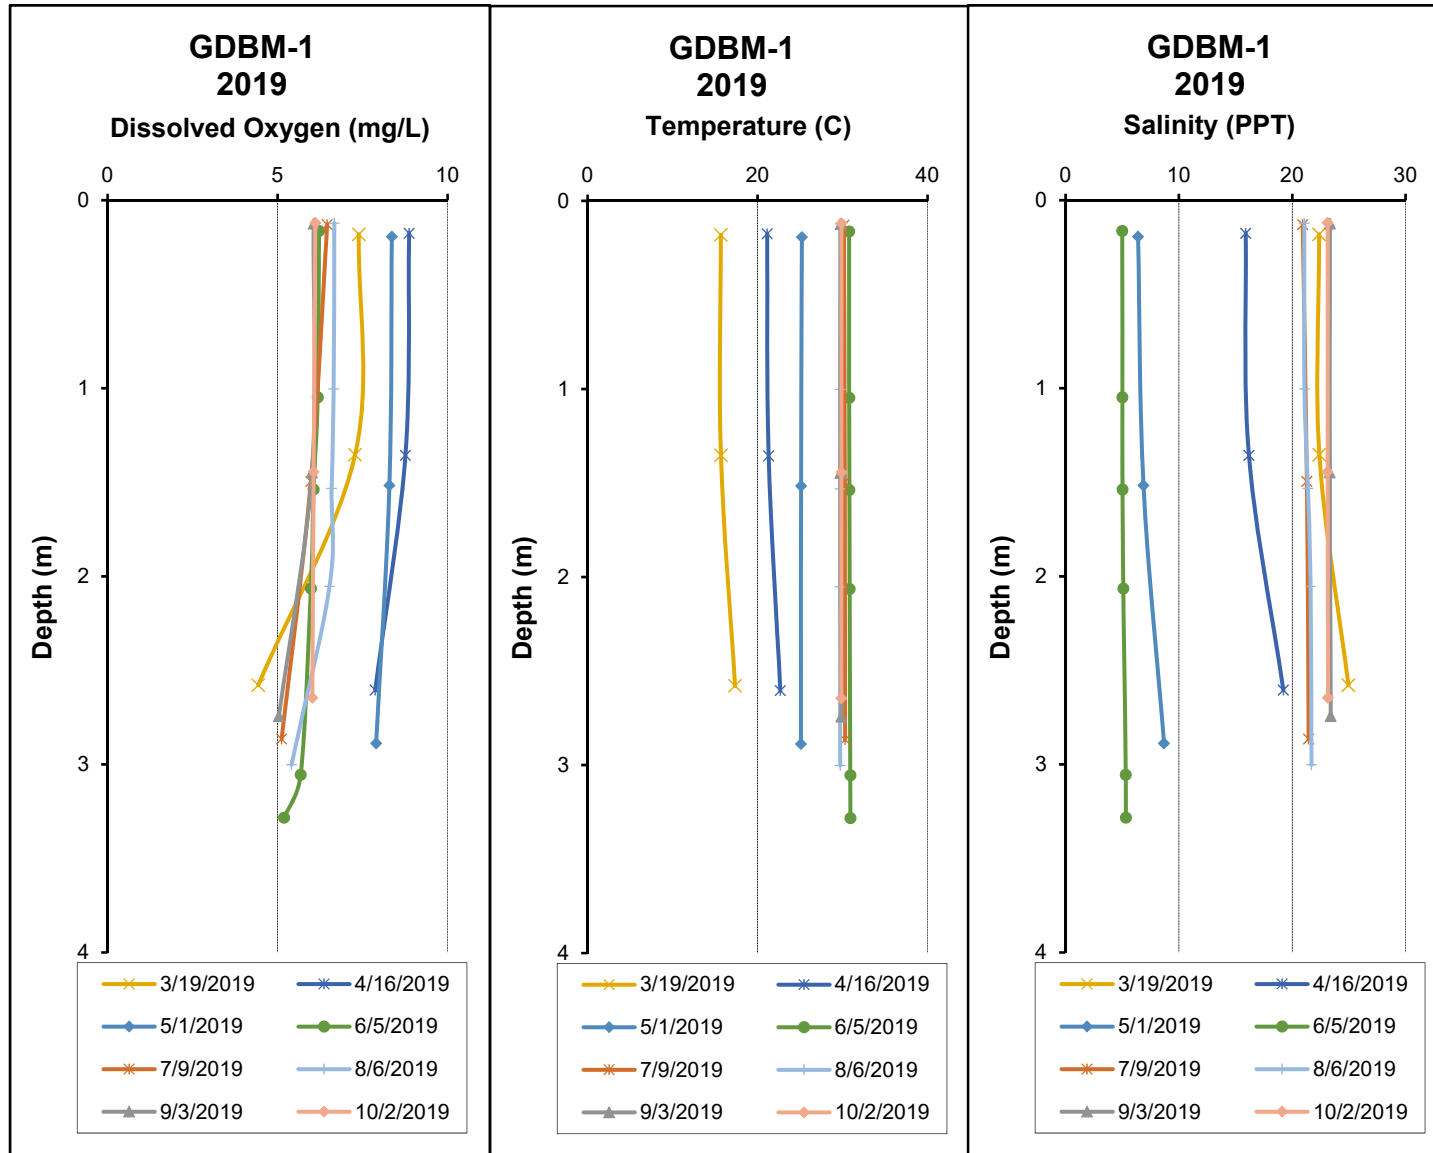 GDBM-1
2019
Dissolved Oxygen (mg/L)
0 5 10
0
1
2
3
4
Depth (m)
3/19/2019 4/16/2019
5/1/2019 6/5/2019
7/9/2019 8/6/2019
9/3/2019 10/2/2019
GDBM-1
2019
Temperature (C)
0 20 40
0
1
2
3
4
Depth (m)
3/19/2019 4/16/2019
5/1/2019 6/5/2019
7/9/2019 8/6/2019
9/3/2019 10/2/2019
GDBM-1
2019
Salinity (PPT)
0 10 20 30
0
1
2
3
4
Depth (m)
3/19/2019 4/16/2019
5/1/2019 6/5/2019
7/9/2019 8/6/2019
9/3/2019 10/2/2019